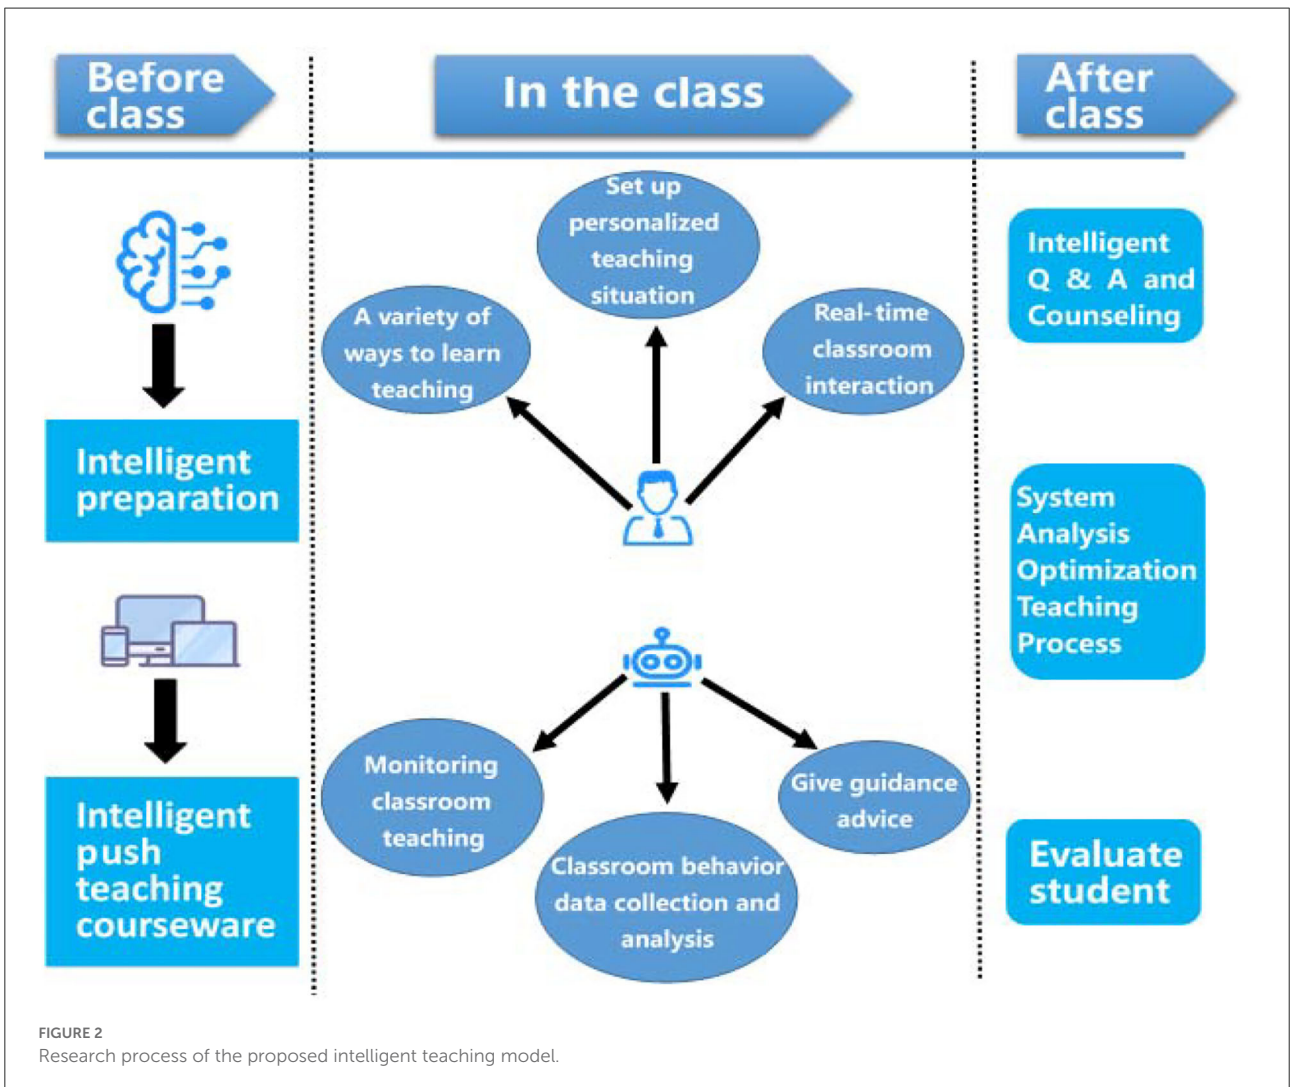 Before
class
In the class
After
class
Intelligent
preparation
Intelligent
push
teaching
courseware
Set up
personalized
teaching
situation
A variety of
ways to learn
teaching
Real-time
classroom
interaction
Monitoring
classroom
teaching
Classroom behavior
data collection and
analysis
Give guidance
advice
Intelligent
Q & A and
Counseling
System
Analysis
Optimization
Teaching
Process
Evaluate
student
FIGURE 2
Research process of the proposed intelligent teaching model.